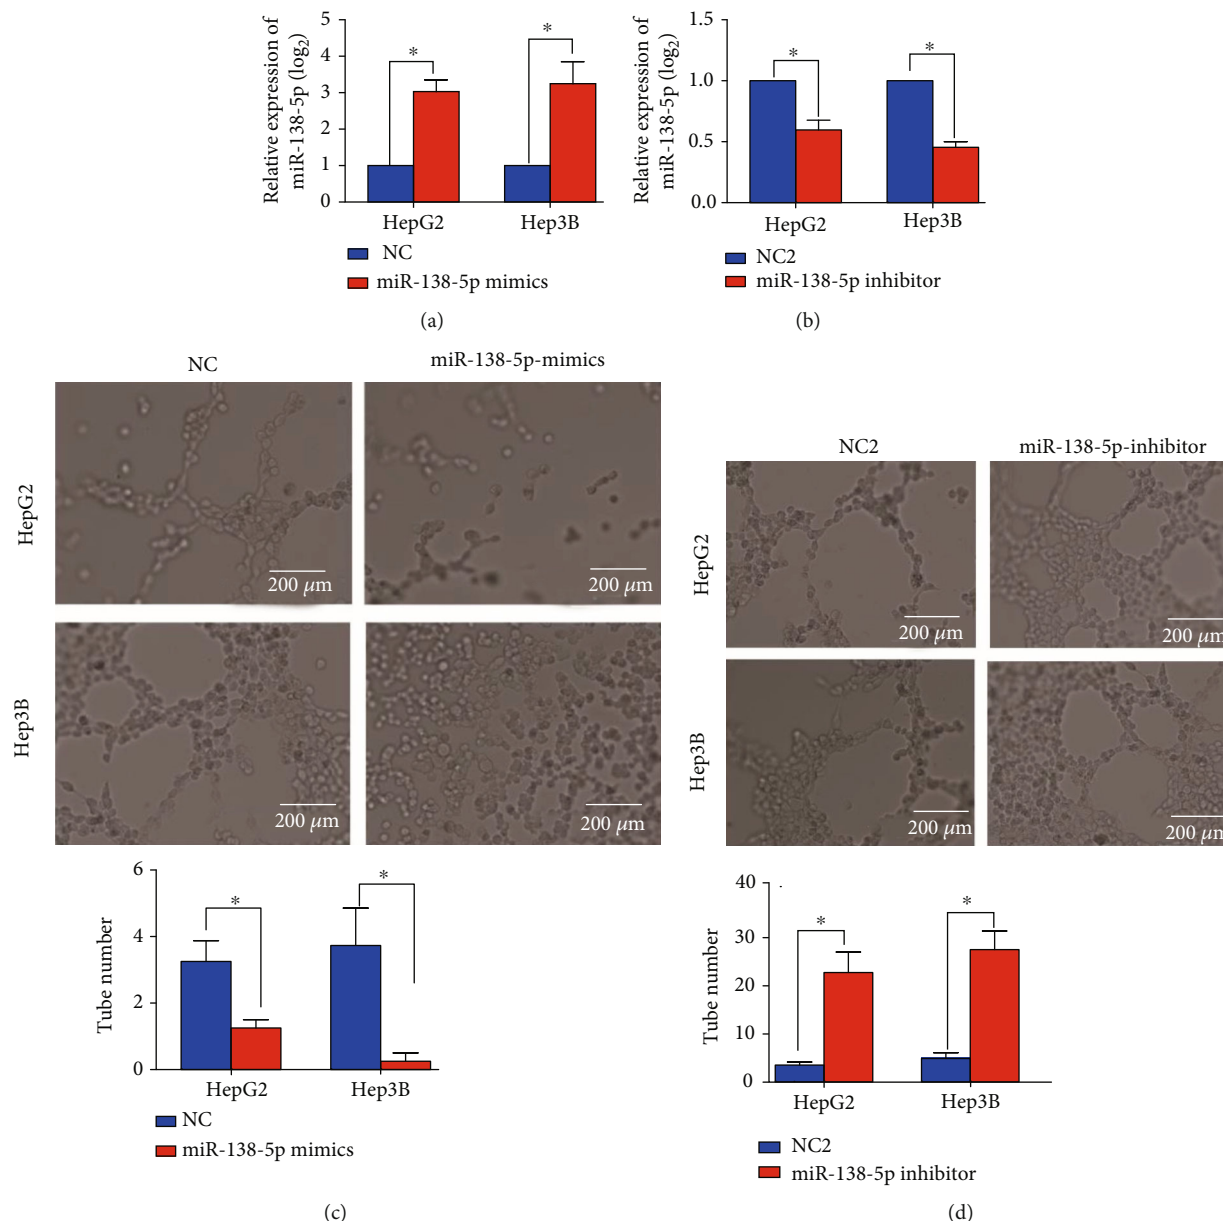 Relative expression of
miR-138-5p (log2)
5
4
3
2
1
0
*
*
HepG2
Hep3B
NC
miR-138-5p mimics
(a)
Relative expression of
miR-138-5p (log2)
1.5
1.0
0.5
0.0
*
*
HepG2
Hep3B
NC2
miR-138-5p inhibitor
(b)
NC
miR-138-5p-mimics
HepG2
200 μm
200 μm
Hep3B
200 μm
200 μm
Tube number
6
4
2
0
*
*
HepG2
Hep3B
NC
miR-138-5p mimics
(c)
NC2
miR-138-5p-inhibitor
HepG2
200 μm
200 μm
Hep3B
200 μm
200 μm
Tube number
40
30
20
10
0
*
*
HepG2
Hep3B
NC2
miR-138-5p inhibitor
(d)